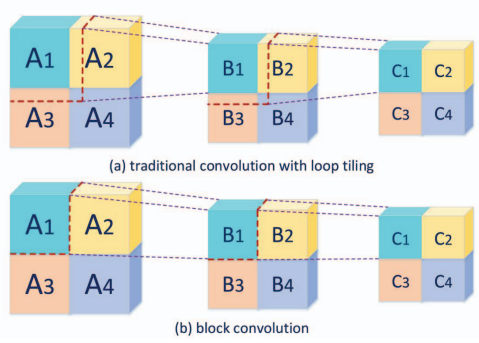 A1 A2 B1 B2 C1 C2
A3 A4 B3 B4 C3 C4
(a) traditional convolution with loop tiling
A1 A2 B1 B2 C1 C2
A3 A4 B3 B4 C3 C4
(b) block convolution